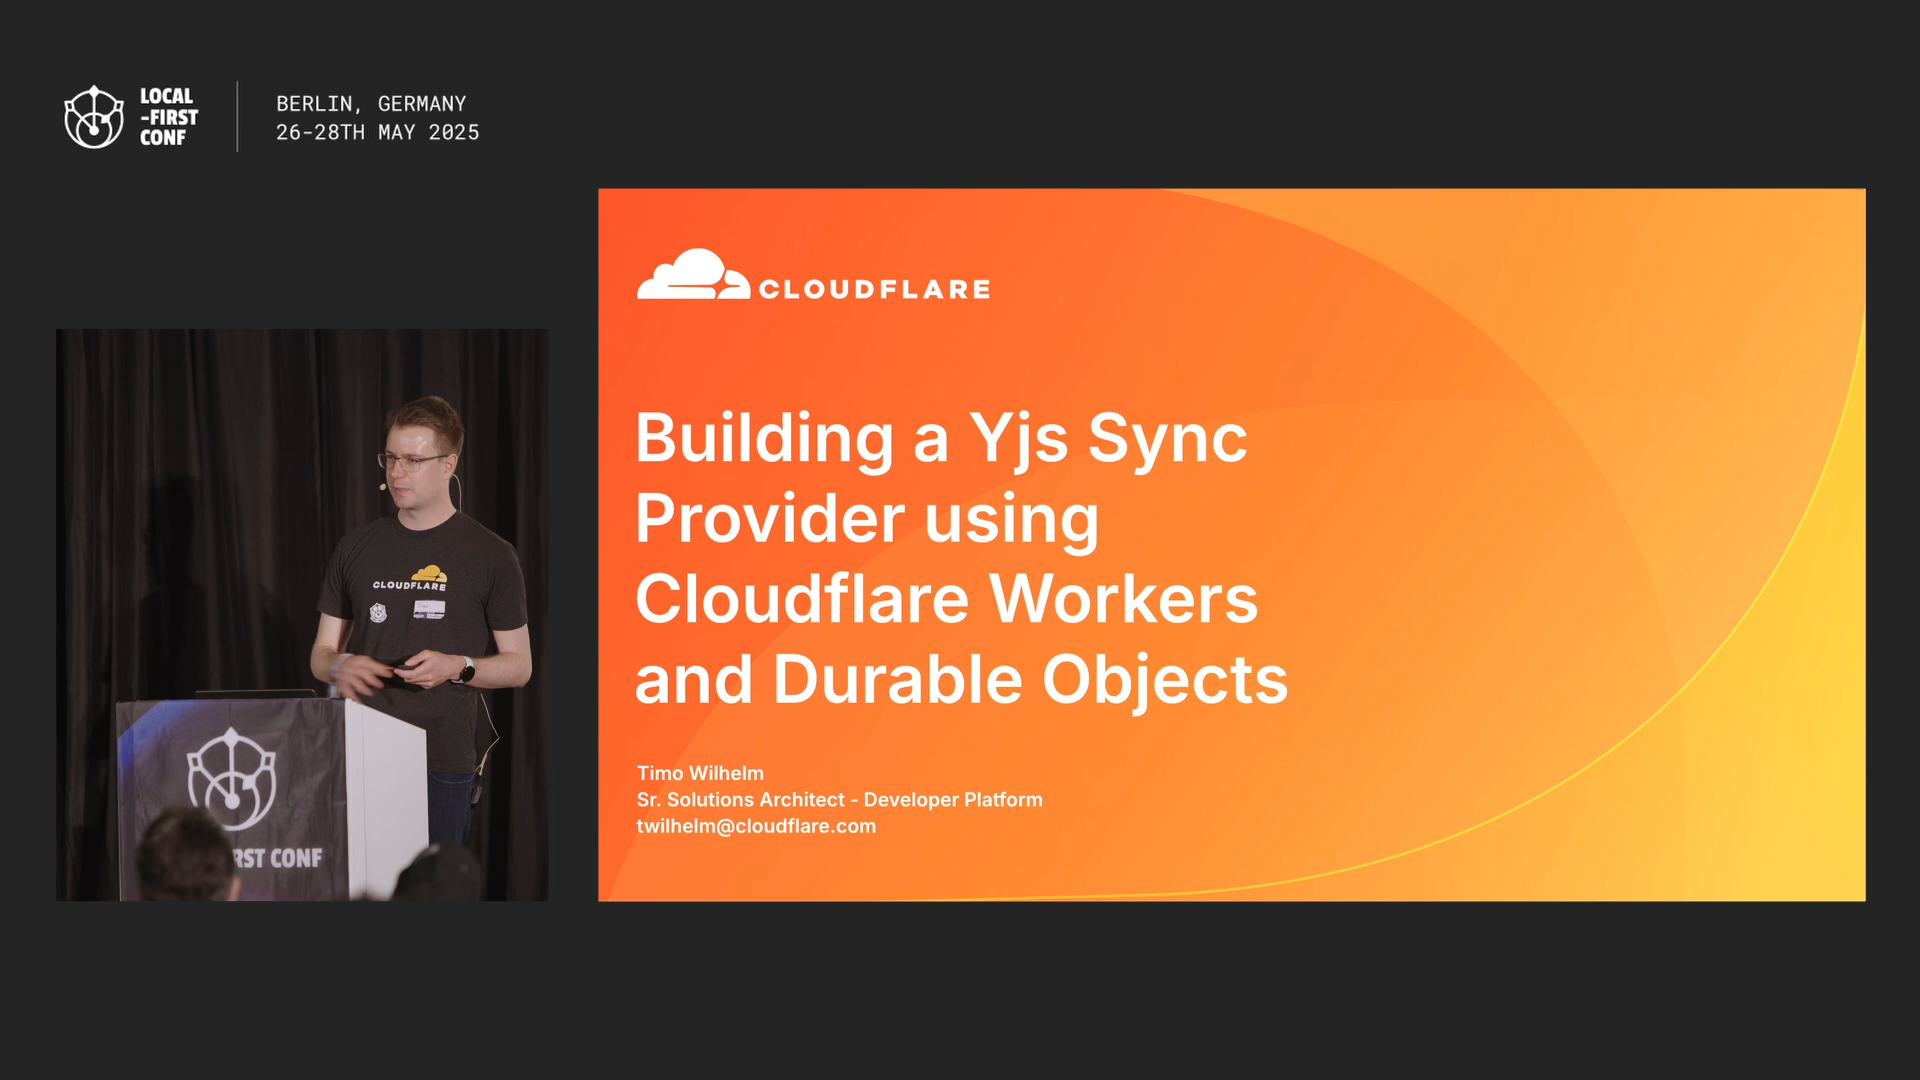 LOCAL
-FIRST
CONF
BERLIN, GERMANY
26-28TH MAY 2025
CLOUDFLARE
Building a Yjs Sync
Provider using
Cloudflare Workers
and Durable Objects
Timo Wilhelm
Sr. Solutions Architect - Developer Platform
twilhelm@cloudflare.com
CLOUDFLARE
RST CONF